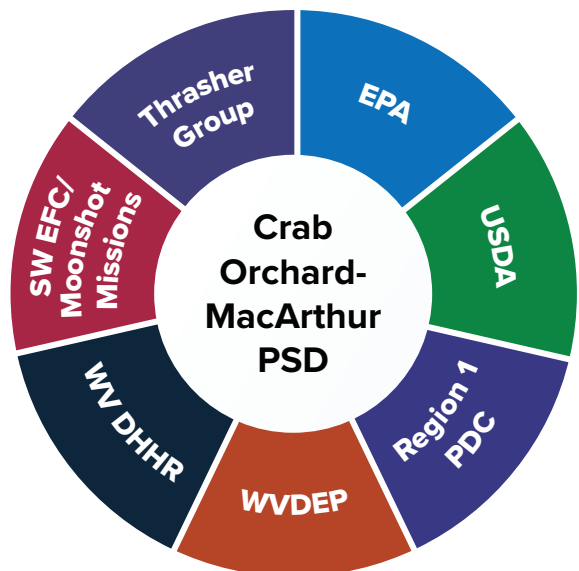 Crab
Orchard-
MacArthur
PSD
EPA
USDA
Region 1
PDC
WVDEP
WV DHHR
SW EFC/
Moonshot
Missions
Thrasher
Group